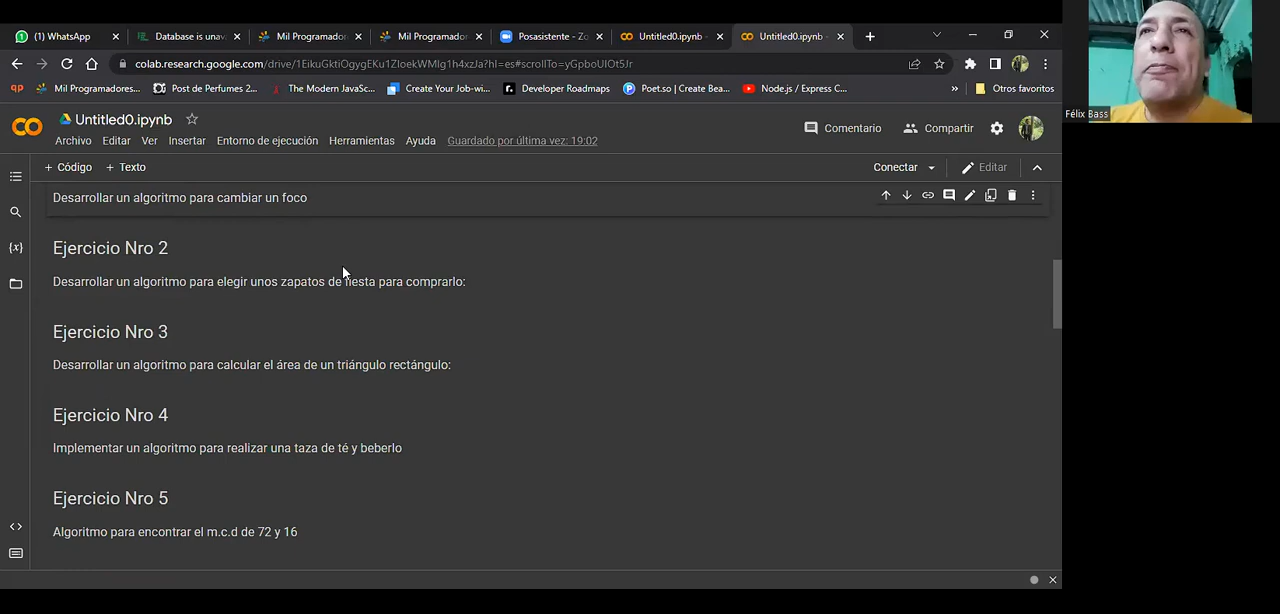 (1) WhatsApp
Database is unav
Mil Programadores
Mil Programador
Posasistente - Zo
Untitled0.ipynb -
Untitled0.ipynb -
colab.research.google.com/drive/1EikuGktiOgygEKu1ZloekWMlg1h4xzJa?hl=es#scrollTo=yGpboUIOt5Jr
Mil Programadores...
Post de Perfumes 2...
The Modern JavaSc...
Create Your Job-wi...
Developer Roadmaps
Poet.so | Create Bea...
Node.js / Express C...
Otros favoritos
Untitled0.ipynb
Archivo Editar Ver Insertar Entorno de ejecución Herramientas Ayuda Guardado por última vez: 19:02
Comentario
Compartir
+ Código + Texto
Conectar
Editar
Desarrollar un algoritmo para cambiar un foco
Ejercicio Nro 2
Desarrollar un algoritmo para elegir unos zapatos de fiesta para comprarlo:
Ejercicio Nro 3
Desarrollar un algoritmo para calcular el área de un triángulo rectángulo:
Ejercicio Nro 4
Implementar un algoritmo para realizar una taza de té y beberlo
Ejercicio Nro 5
Algoritmo para encontrar el m.c.d de 72 y 16
Félix Bass